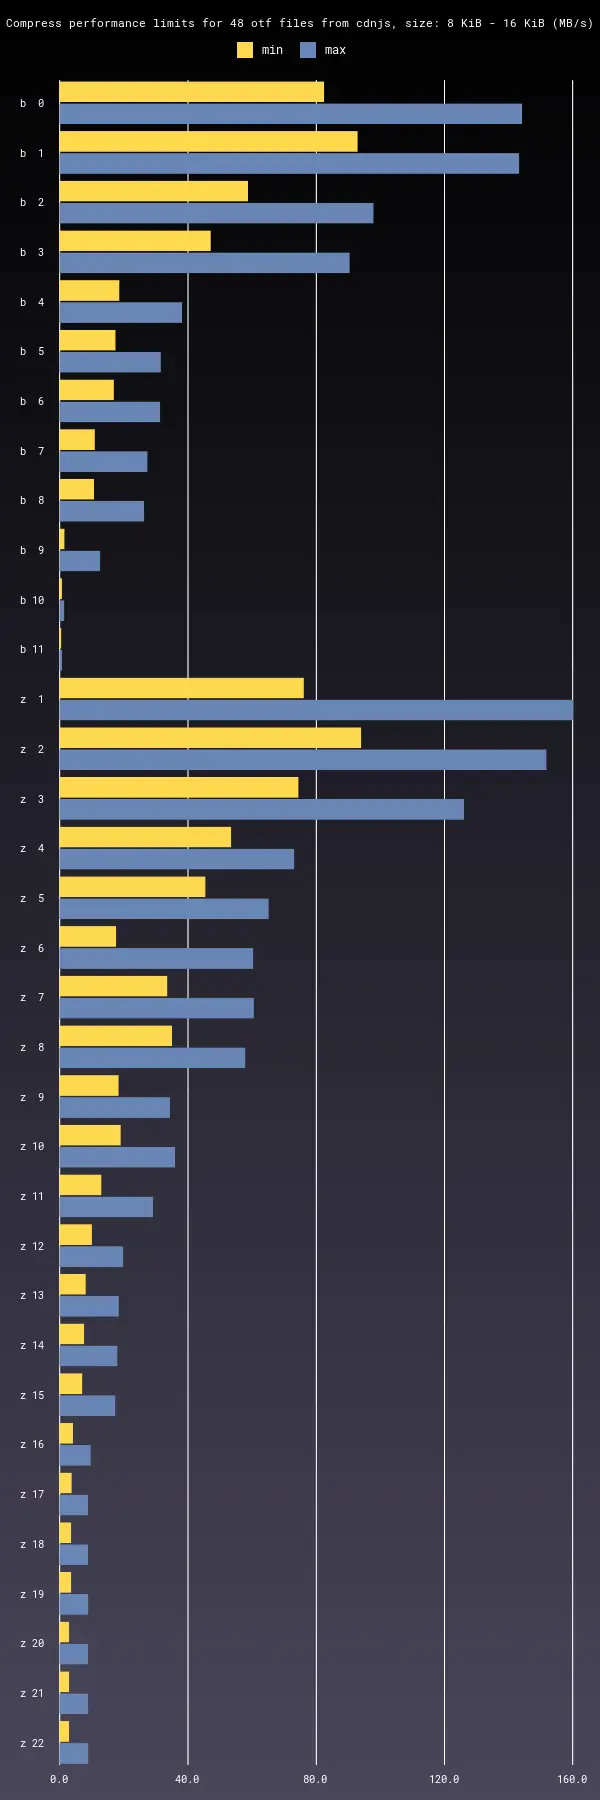 Compress performance limits for 48 otf files from cdnjs, size: 8 KiB - 16 KiB (MB/s)
min max
b 0
b 1
b 2
b 3
b 4
b 5
b 6
b 7
b 8
b 9
b 10
b 11
z 1
z 2
z 3
z 4
z 5
z 6
z 7
z 8
z 9
z 10
z 11
z 12
z 13
z 14
z 15
z 16
z 17
z 18
z 19
z 20
z 21
z 22
0.0 40.0 80.0 120.0 160.0